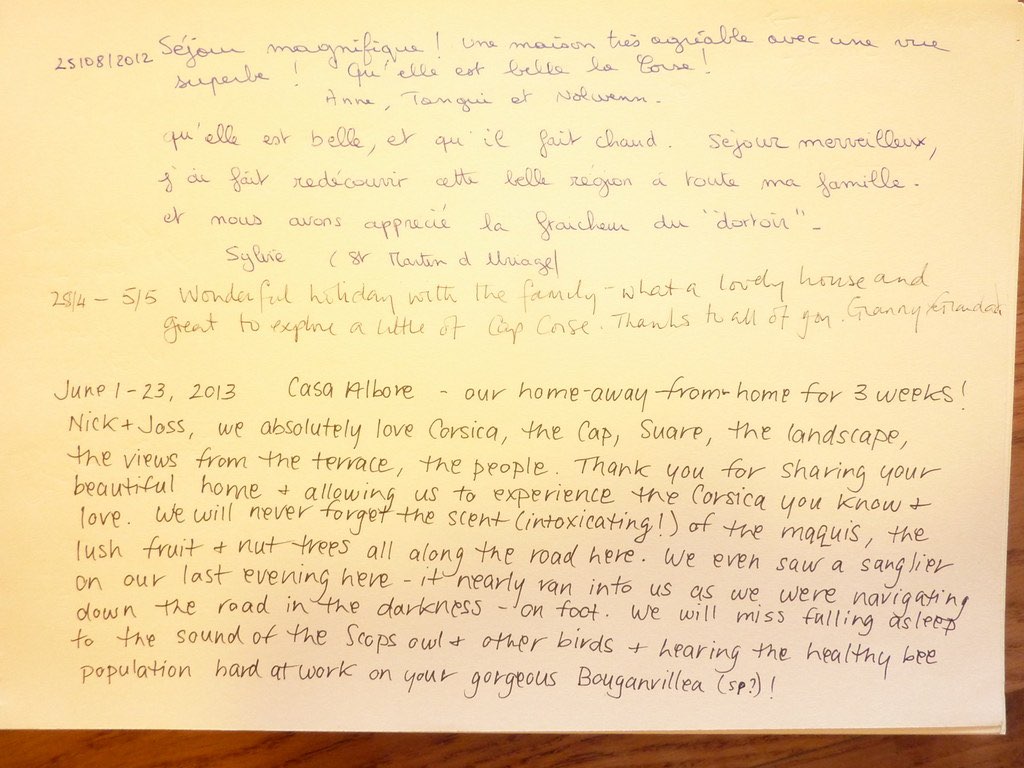 25/08/2012 Séjour magnifique ! une maison très agréable avec une vue
superbe ! Qu'elle est belle la Corse !
Anne, Tangui et Nolwenn.
qu'elle est belle, et qu'il fait chaud. Séjour merveilleux,
j'ai fait redécouvrir cette belle région à toute ma famille.
et nous avons apprecié la fraicheur du "dortoir" -
Sylvie (St Martin d Uriage)
28/4 - 5/5 Wonderful holiday with the family - what a lovely house and
great to explore a little of Cap Corse. Thanks to all of you. Granny & Grandad
June 1-23, 2013 Casa Albore - our home-away-from-home for 3 weeks!
Nick + Joss, we absolutely love Corsica, the Cap, Suare, the landscape,
the views from the terrace, the people. Thank you for sharing your
beautiful home + allowing us to experience the Corsica you know +
love. We will never forget the scent (intoxicating!) of the maquis, the
lush fruit + nut trees all along the road here. We even saw a sanglier
on our last evening here - it nearly ran into us as we were navigating
down the road in the darkness - on foot. We will miss falling asleep
to the sound of the Scops owl + other birds + hearing the healthy bee
population hard at work on your gorgeous Bouganvillea (sp?)!